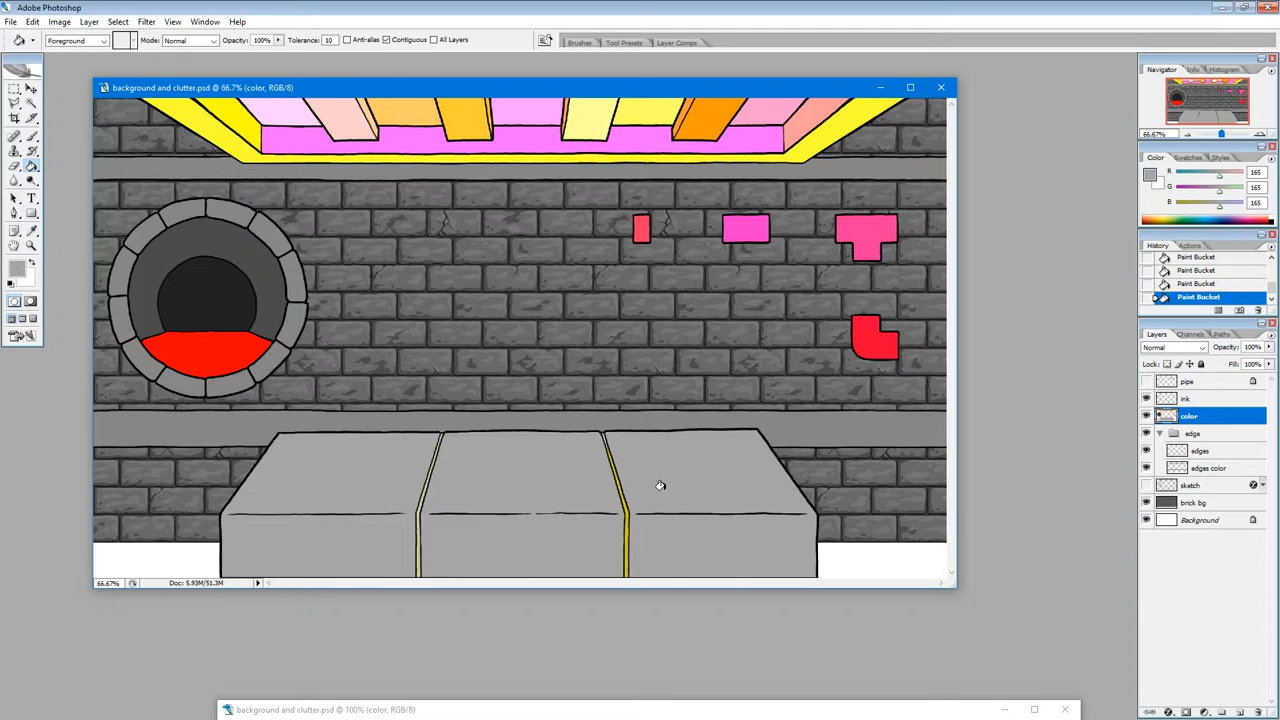 Adobe Photoshop
File Edit Image Layer Select Filter View Window Help
Foreground Mode: Normal Opacity: 100% Tolerance: 10 Anti-alias Contiguous All Layers Brushes Tool Presets Layer Comps
background and clutter.psd @ 66.7% (color, RGB/8)
66.67% Doc: 5.93M/51.3M
background and clutter.psd @ 100% (color, RGB/8)
Navigator Info Histogram
66.67%
Color Swatches Styles
R 165
G 165
B 165
History Actions
Paint Bucket
Paint Bucket
Paint Bucket
Paint Bucket
Layers Channels Paths
Normal Opacity: 100%
Lock: Fill: 100%
pipe
ink
color
edge
edges
edges color
sketch
brick bg
Background